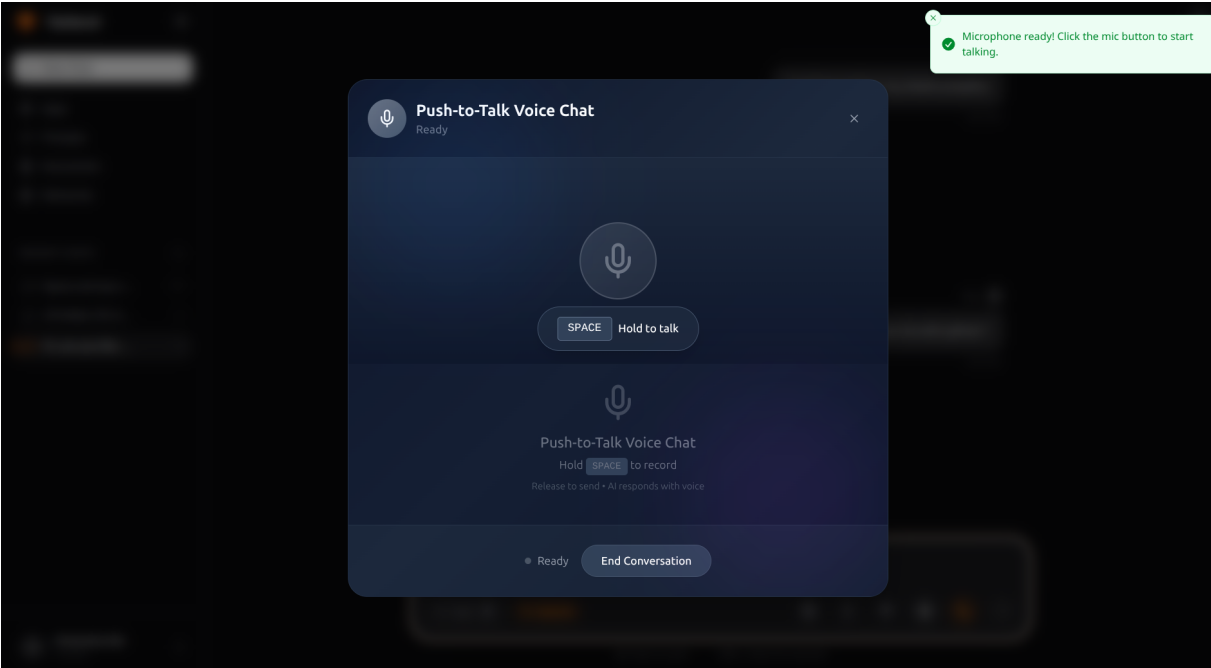 Microphone ready! Click the mic button to start
talking.
Push-to-Talk Voice Chat
Ready
SPACE Hold to talk
Push-to-Talk Voice Chat
Hold SPACE to record
Release to send • AI responds with voice
Ready End Conversation